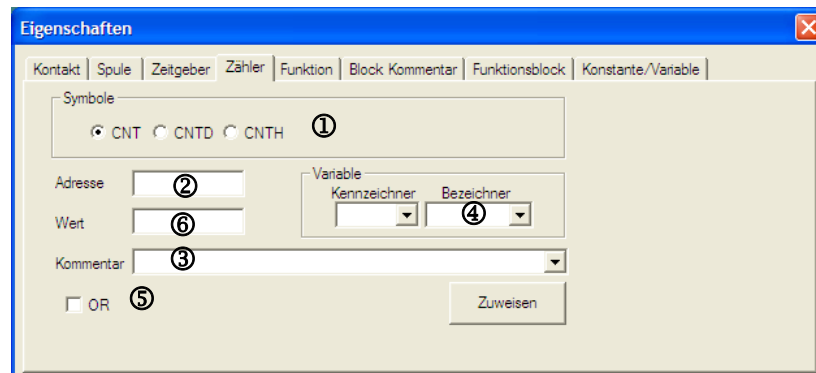 Eigenschaften
Kontakt Spule Zeitgeber Zähler Funktion Block Kommentar Funktionsblock Konstante/Variable
Symbole
CNT CNTD CNTH ①
Adresse ②
Variable
Kennzeichner Bezeichner
④
Wert ⑥
Kommentar ③
OR ⑤
Zuweisen